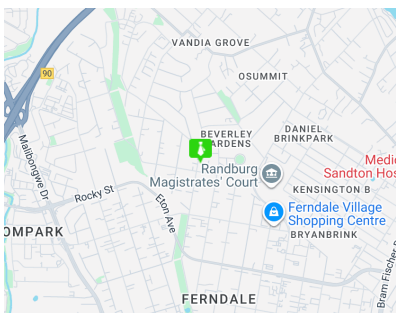 VANDIA GROVE
90
OSUMMIT
BEVERLEY
GARDENS
DANIEL
BRINKPARK
Malibongwe Dr
Randburg
Magistrates' Court
Medic
Sandton Hos
KENSINGTON B
Rocky St
Eton Ave
Ferndale Village
Shopping Centre
OMPARK
BRYANBRINK
Bram Fischer D
FERNDALE